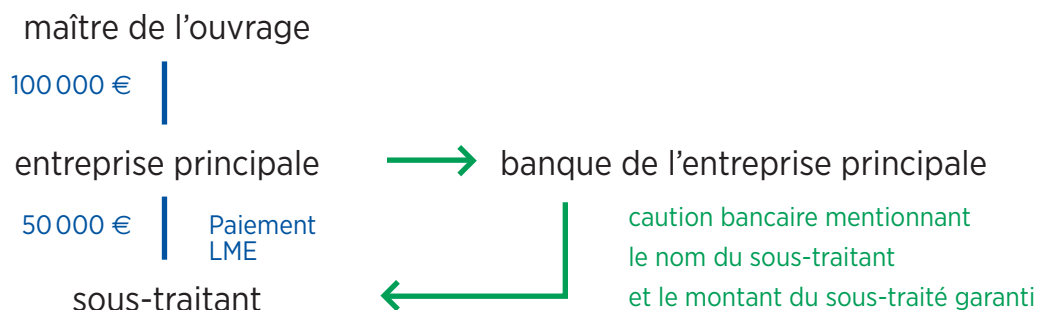 maître de l’ouvrage
100 000 €
entreprise principale
banque de l’entreprise principale
50 000 €
Paiement
LME
caution bancaire mentionnant
le nom du sous-traitant
et le montant du sous-traité garanti
sous-traitant